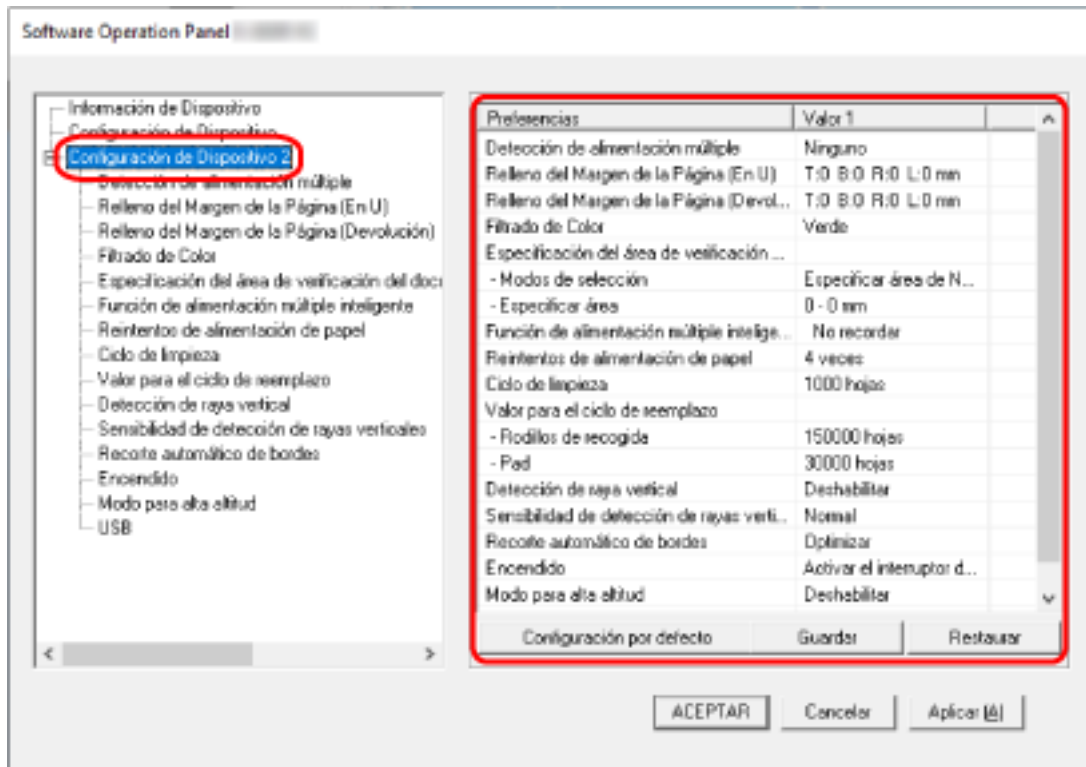 Software Operation Panel
Información de Dispositivo
Configuración de Dispositivo
Configuración de Dispositivo 2
Detección de alimentación múltiple
Relleno del Margen de la Página (En U)
Relleno del Margen de la Página (Devolución)
Filtrado de Color
Especificación del área de verificación del doc
Función de alimentación múltiple inteligente
Reintentos de alimentación de papel
Ciclo de limpieza
Valor para el ciclo de reemplazo
Detección de raya vertical
Sensibilidad de detección de rayas verticales
Recorte automático de bordes
Encendido
Modo para alta altitud
USB
Preferencias Valor 1
Detección de alimentación múltiple Ninguno
Relleno del Margen de la Página (En U) T:0 B:0 R:0 L:0 mm
Relleno del Margen de la Página (Devol... T:0 B:0 R:0 L:0 mm
Filtrado de Color Verde
Especificación del área de verificación ...
- Modos de selección Especificar área de N...
- Especificar área 0 - 0 mm
Función de alimentación múltiple intelige... No recordar
Reintentos de alimentación de papel 4 veces
Ciclo de limpieza 1000 hojas
Valor para el ciclo de reemplazo
- Rodillos de recogida 150000 hojas
- Pad 30000 hojas
Detección de raya vertical Deshabilitar
Sensibilidad de detección de rayas verti... Normal
Recorte automático de bordes Optimizar
Encendido Activar el interruptor d...
Modo para alta altitud Deshabilitar
Configuración por defecto Guardar Restaurar
ACEPTAR Cancelar Aplicar (A)